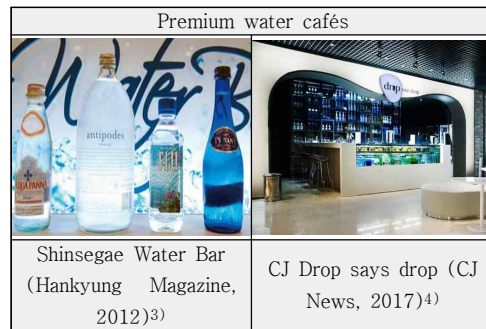 Premium water cafés
Water B
ACQUA PANNA
antipodes
FIJI
drop
Shinsegae Water Bar
(Hankyung Magazine,
2012)3)
CJ Drop says drop (CJ
News, 2017)4)